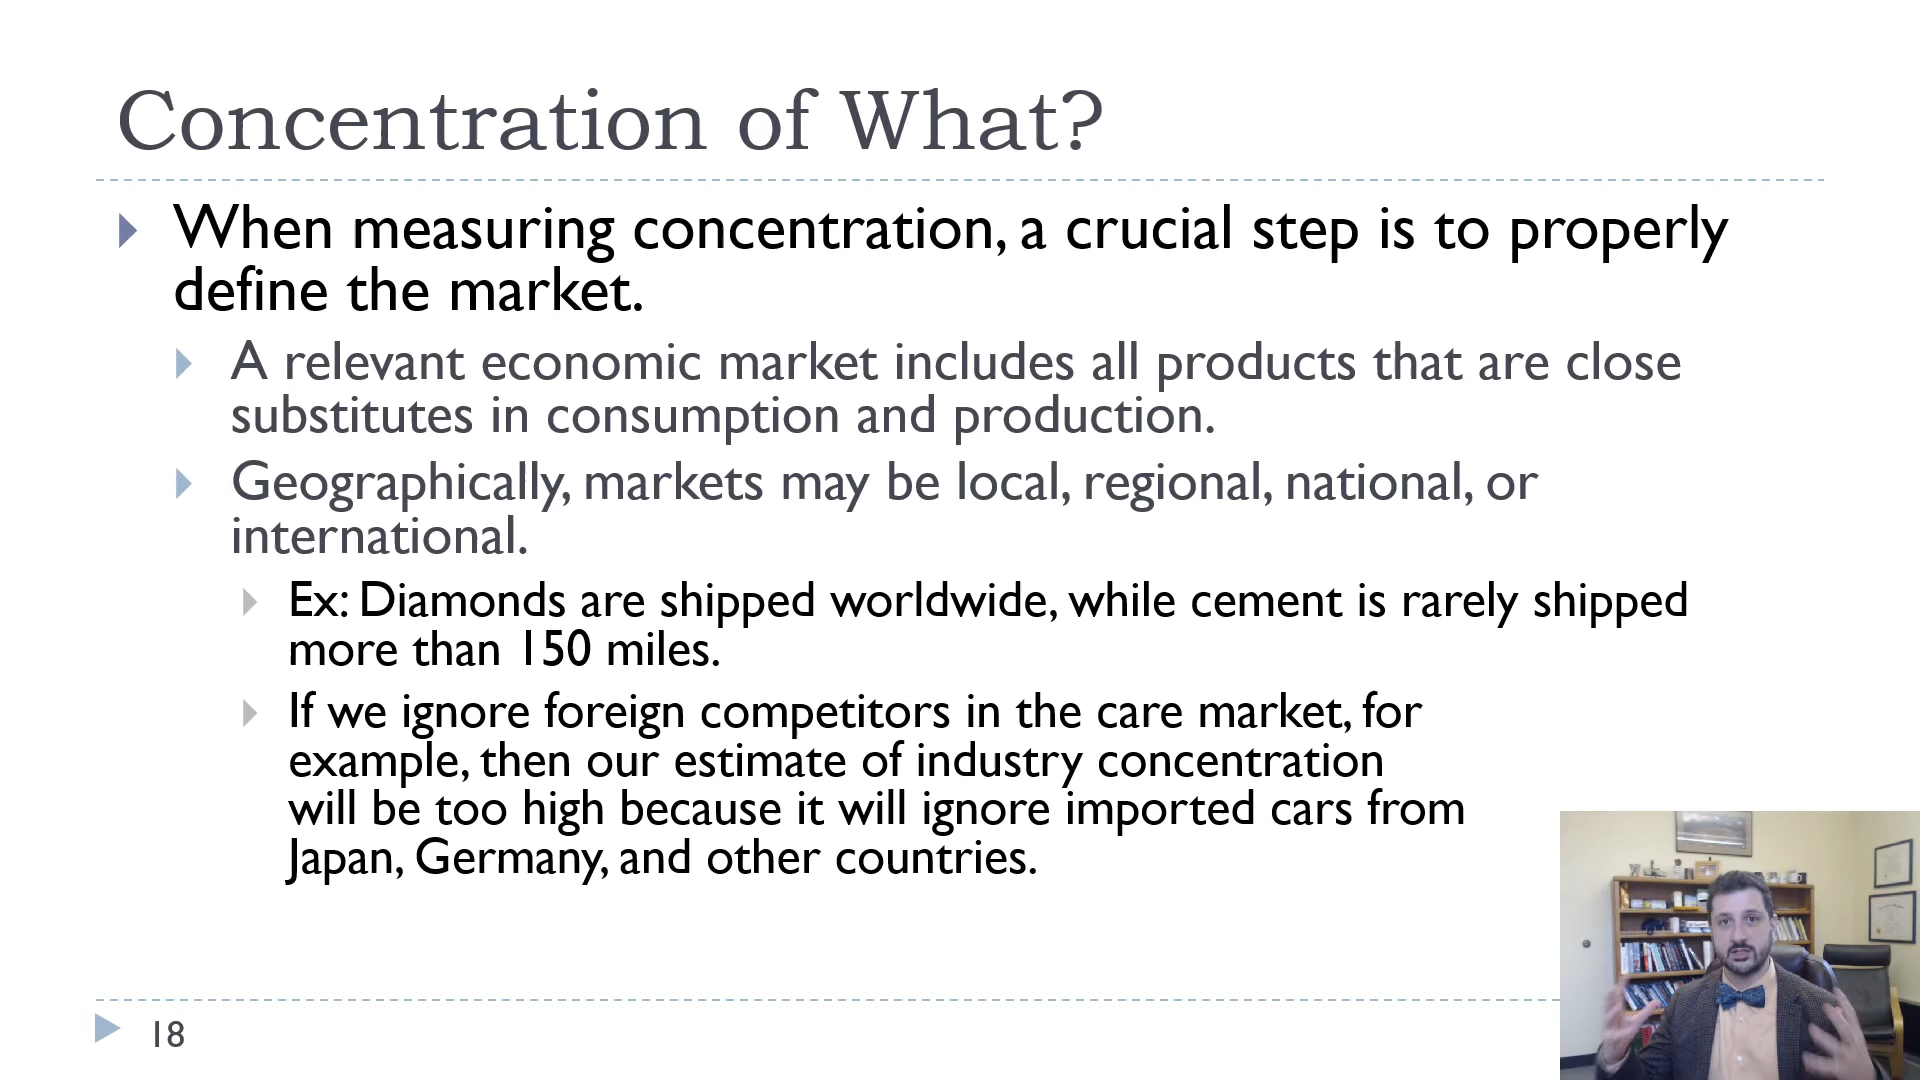 Concentration of What?
When measuring concentration, a crucial step is to properly
define the market.
A relevant economic market includes all products that are close
substitutes in consumption and production.
Geographically, markets may be local, regional, national, or
international.
Ex: Diamonds are shipped worldwide, while cement is rarely shipped
more than 150 miles.
If we ignore foreign competitors in the care market, for
example, then our estimate of industry concentration
will be too high because it will ignore imported cars from
Japan, Germany, and other countries.
18